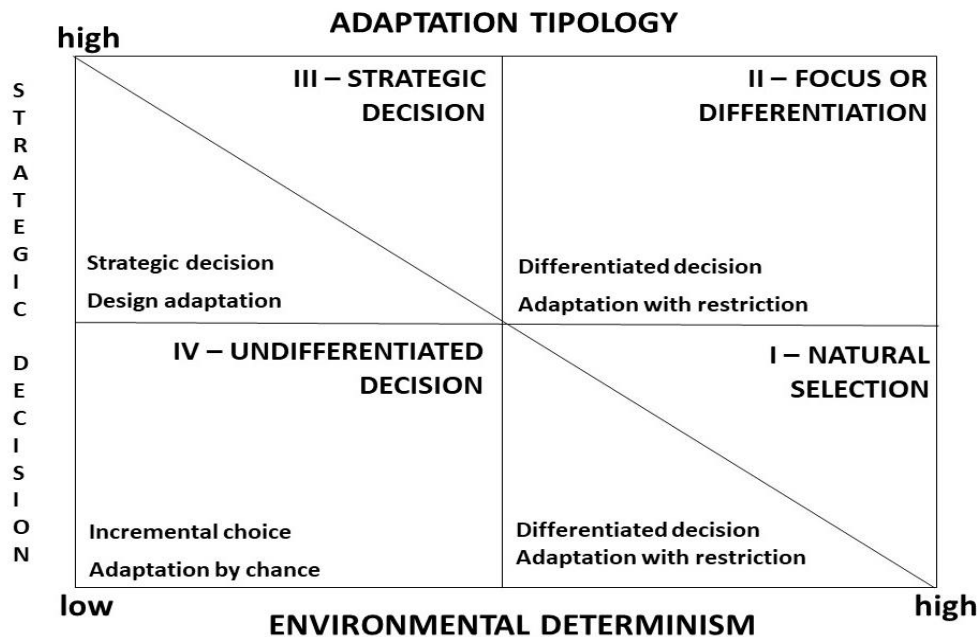 ADAPTATION TIPOLOGY
high
STRATEGIC DECISION
III – STRATEGIC
DECISION
II – FOCUS OR
DIFFERENTIATION
Strategic decision
Design adaptation
Differentiated decision
Adaptation with restriction
IV – UNDIFFERENTIATED
DECISION
I – NATURAL
SELECTION
Incremental choice
Adaptation by chance
Differentiated decision
Adaptation with restriction
low
high
ENVIRONMENTAL DETERMINISM